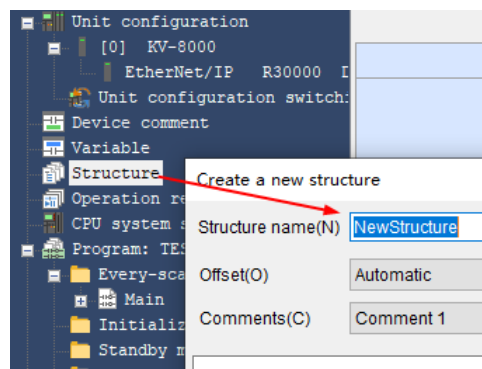 Unit configuration
[0] KV-8000
EtherNet/IP R30000
Unit configuration switch
Device comment
Variable
Structure
Operation re
CPU system s
Program: TES
Every-sca
Main
Initializ
Standby m
Create a new structure
Structure name(N) NewStructure
Offset(O) Automatic
Comments(C) Comment 1